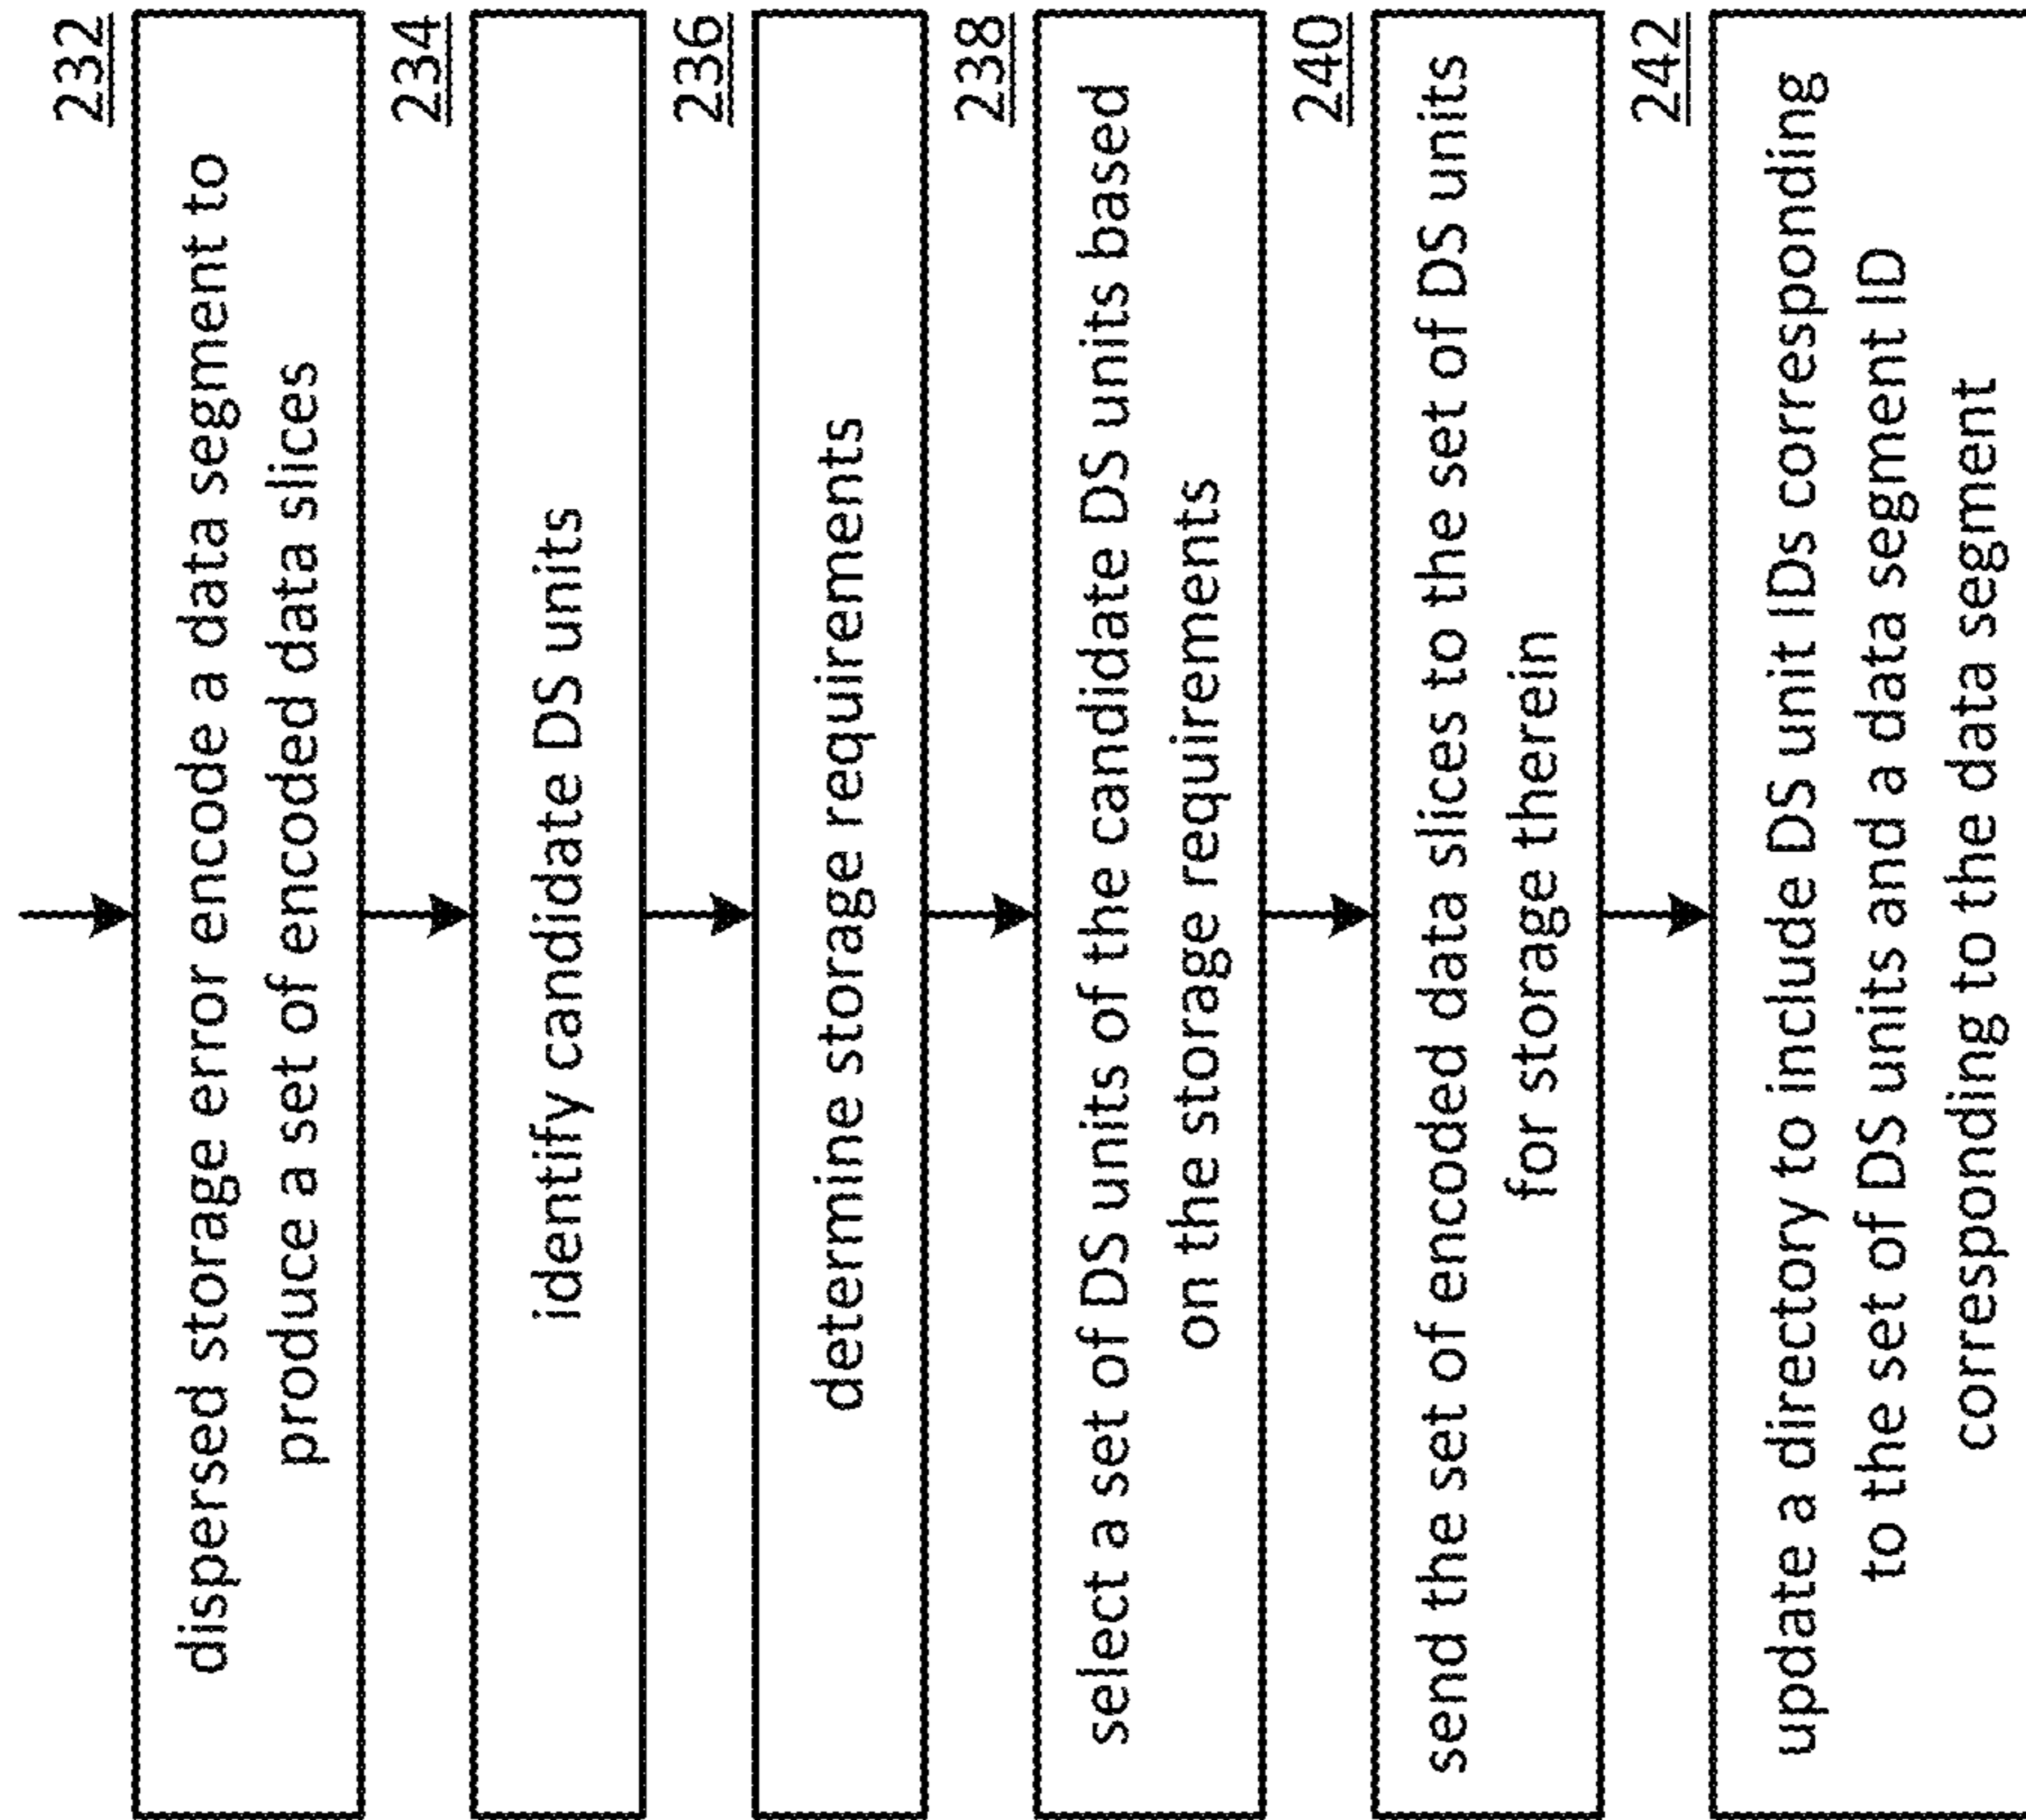 232
dispersed storage error encode a data segment to
produce a set of encoded data slices
234
identify candidate DS units
236
determine storage requirements
238
select a set of DS units of the candidate DS units based
on the storage requirements
240
send the set of encoded data slices to the set of DS units
for storage therein
242
update a directory to include DS unit IDs corresponding
to the set of DS units and a data segment ID
corresponding to the data segment